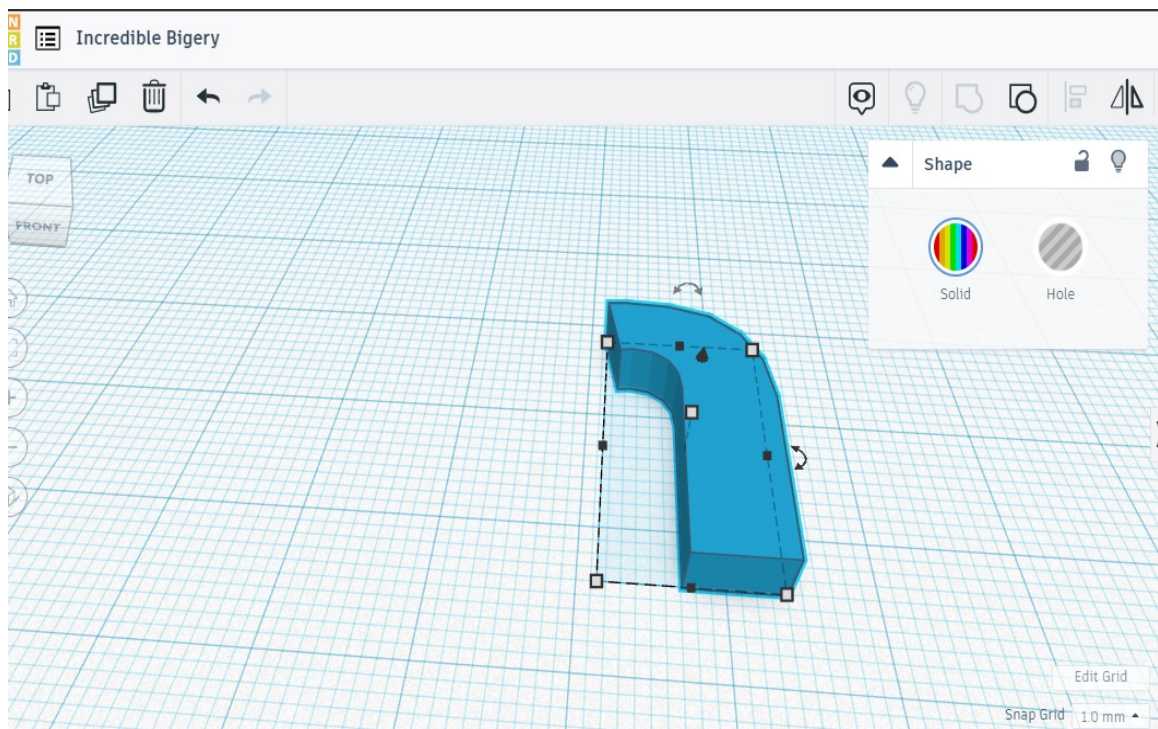 N
R
D
Incredible Bigery
TOP
FRONT
Shape
Solid
Hole
Edit Grid
Snap Grid 1.0 mm